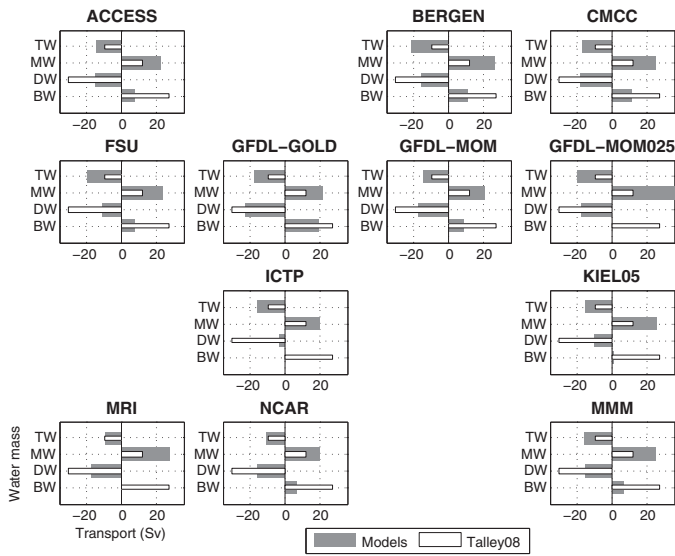 ACCESS BERGEN CMCC
TW TW TW
MW MW MW
DW DW DW
BW BW BW
−20 0 20 −20 0 20 −20 0 20
FSU GFDL−GOLD GFDL−MOM GFDL−MOM025
TW TW TW TW
MW MW MW MW
DW DW DW DW
BW BW BW BW
−20 0 20 −20 0 20 −20 0 20 −20 0 20
ICTP KIEL05
TW TW
MW MW
DW DW
BW BW
−20 0 20 −20 0 20
MRI NCAR MMM
Water mass
TW TW TW
MW MW MW
DW DW DW
BW BW BW
−20 0 20 −20 0 20 −20 0 20
Transport (Sv)
Models Talley08